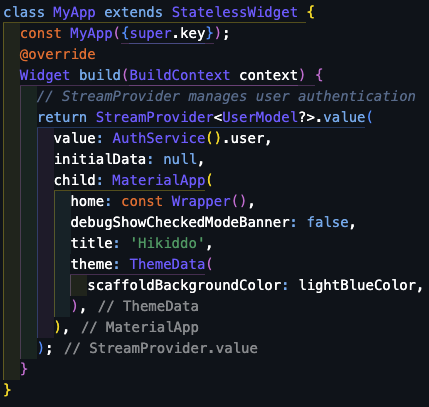 class MyApp extends StatelessWidget {
  const MyApp({super.key});
  @override
  Widget build(BuildContext context) {
    // StreamProvider manages user authentication
    return StreamProvider<UserModel?>.value(
      value: AuthService().user,
      initialData: null,
      child: MaterialApp(
        home: const Wrapper(),
        debugShowCheckedModeBanner: false,
        title: 'Hikiddo',
        theme: ThemeData(
          scaffoldBackgroundColor: lightBlueColor,
        ), // ThemeData
      ), // MaterialApp
    ); // StreamProvider.value
  }
}